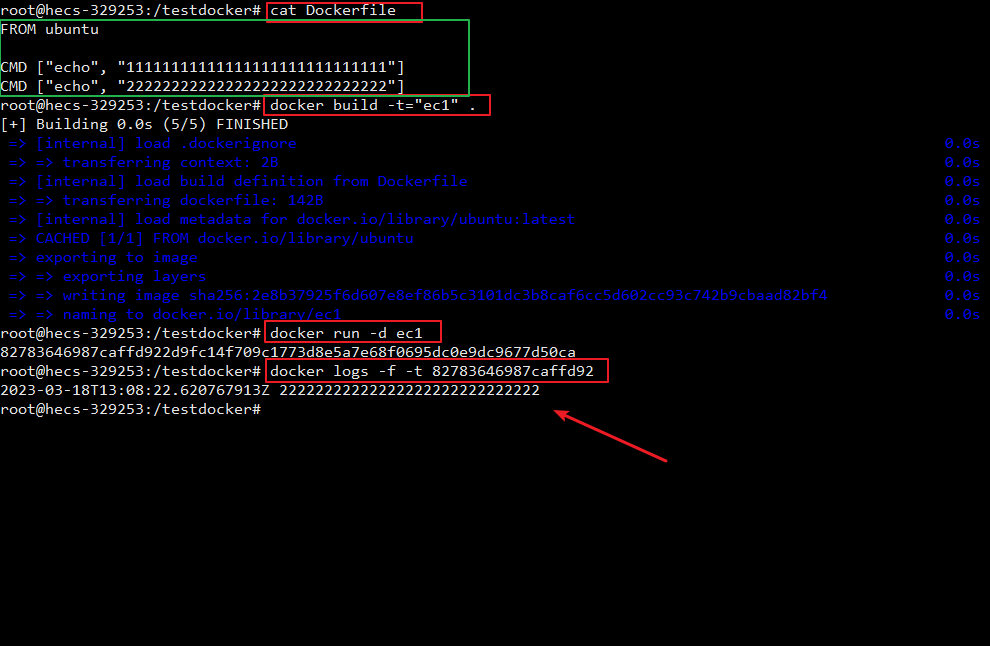 root@hecs-329253:/testdocker# cat Dockerfile
FROM ubuntu
CMD ["echo", "11111111111111111111111111111"]
CMD ["echo", "22222222222222222222222222222"]
root@hecs-329253:/testdocker# docker build -t="ec1" .
[+] Building 0.0s (5/5) FINISHED
=> [internal] load .dockerignore 0.0s
=> => transferring context: 2B 0.0s
=> [internal] load build definition from Dockerfile 0.0s
=> => transferring dockerfile: 142B 0.0s
=> [internal] load metadata for docker.io/library/ubuntu:latest 0.0s
=> CACHED [1/1] FROM docker.io/library/ubuntu 0.0s
=> exporting to image 0.0s
=> => exporting layers 0.0s
=> => writing image sha256:2e8b37925f6d607e8ef86b5c3101dc3b8caf6cc5d602cc93c742b9cbaad82bf4 0.0s
=> => naming to docker.io/library/ec1 0.0s
root@hecs-329253:/testdocker# docker run -d ec1
82783646987caffd922d9fc14f709c1773d8e5a7e68f0695dc0e9dc9677d50ca
root@hecs-329253:/testdocker# docker logs -f -t 82783646987caffd92
2023-03-18T13:08:22.620767913Z 22222222222222222222222222222
root@hecs-329253:/testdocker#